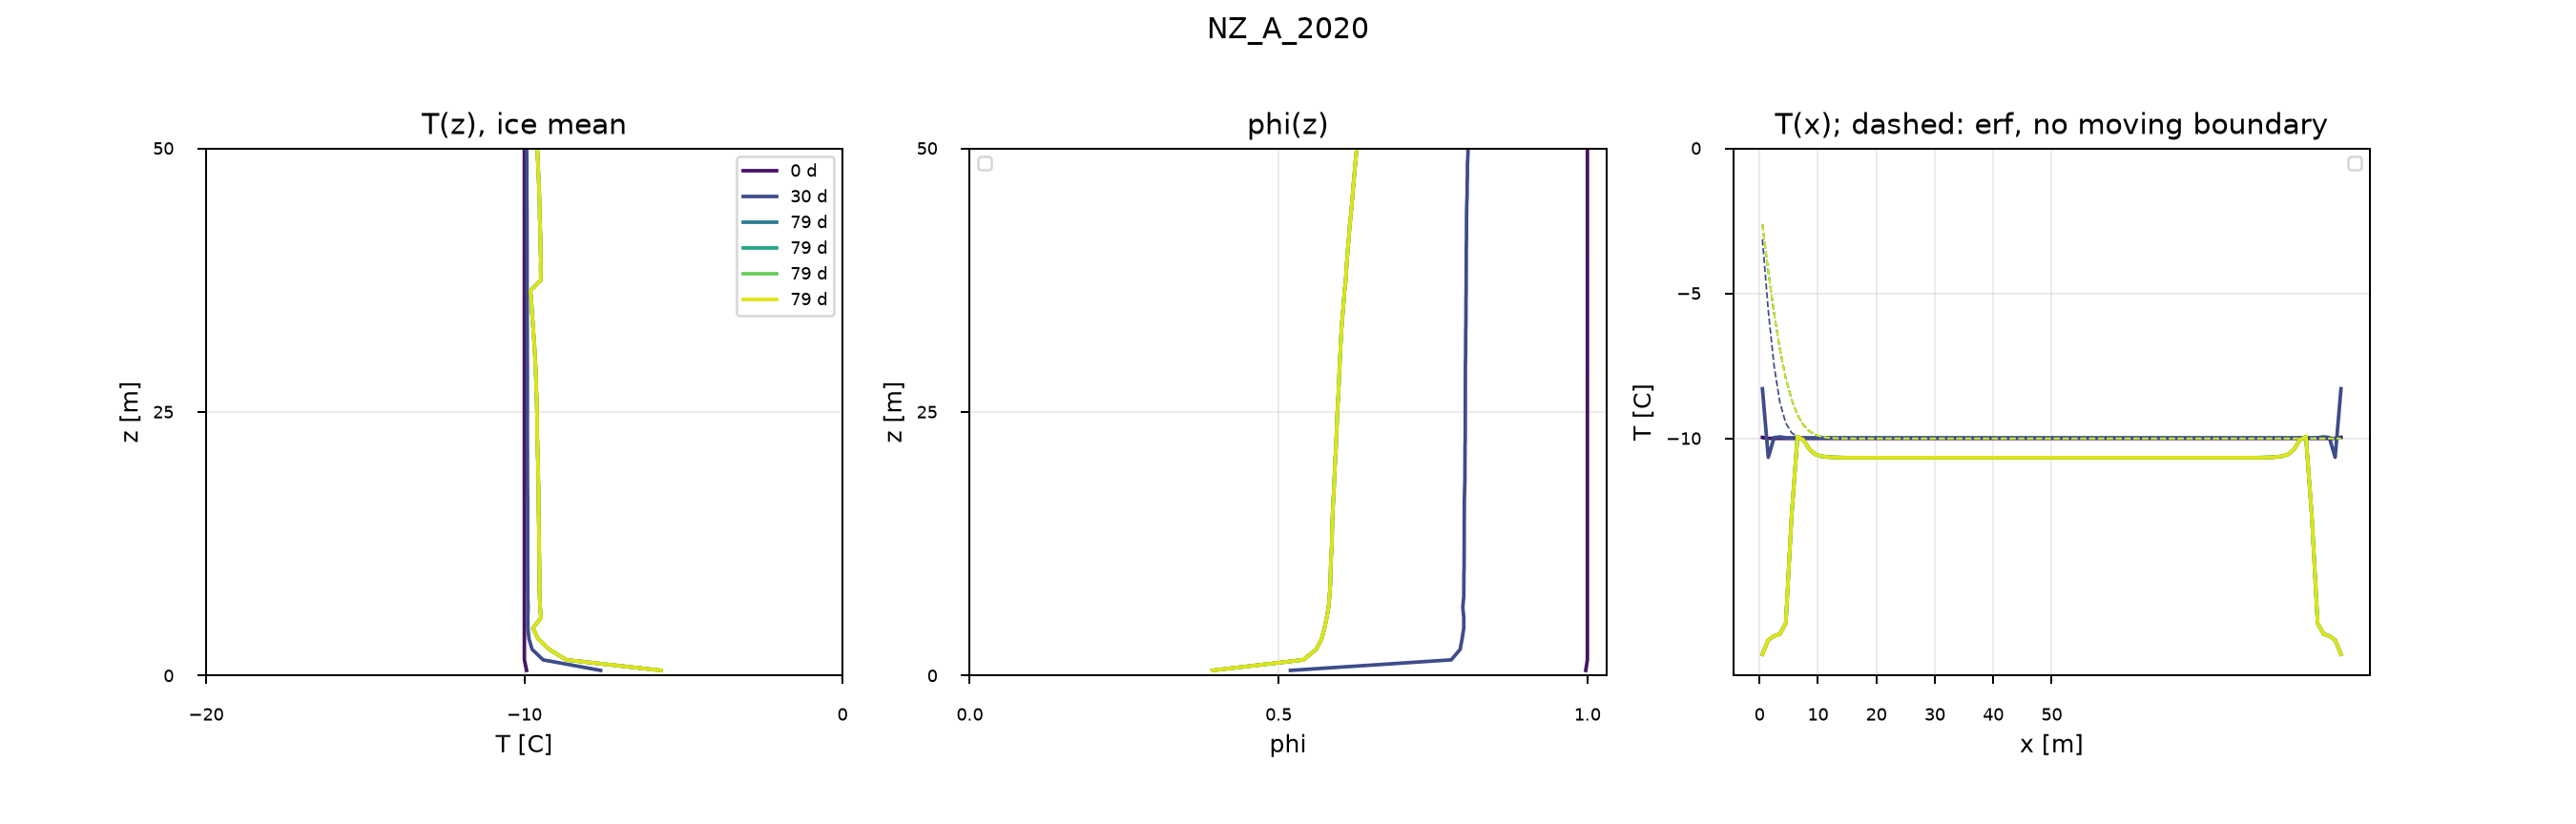 NZ_A_2020
T(z), ice mean
50
25
0
z [m]
−20
−10
0
T [C]
0 d
30 d
79 d
79 d
79 d
79 d
phi(z)
50
25
0
z [m]
0.0
0.5
1.0
phi
T(x); dashed: erf, no moving boundary
0
−5
−10
T [C]
0
10
20
30
40
50
x [m]